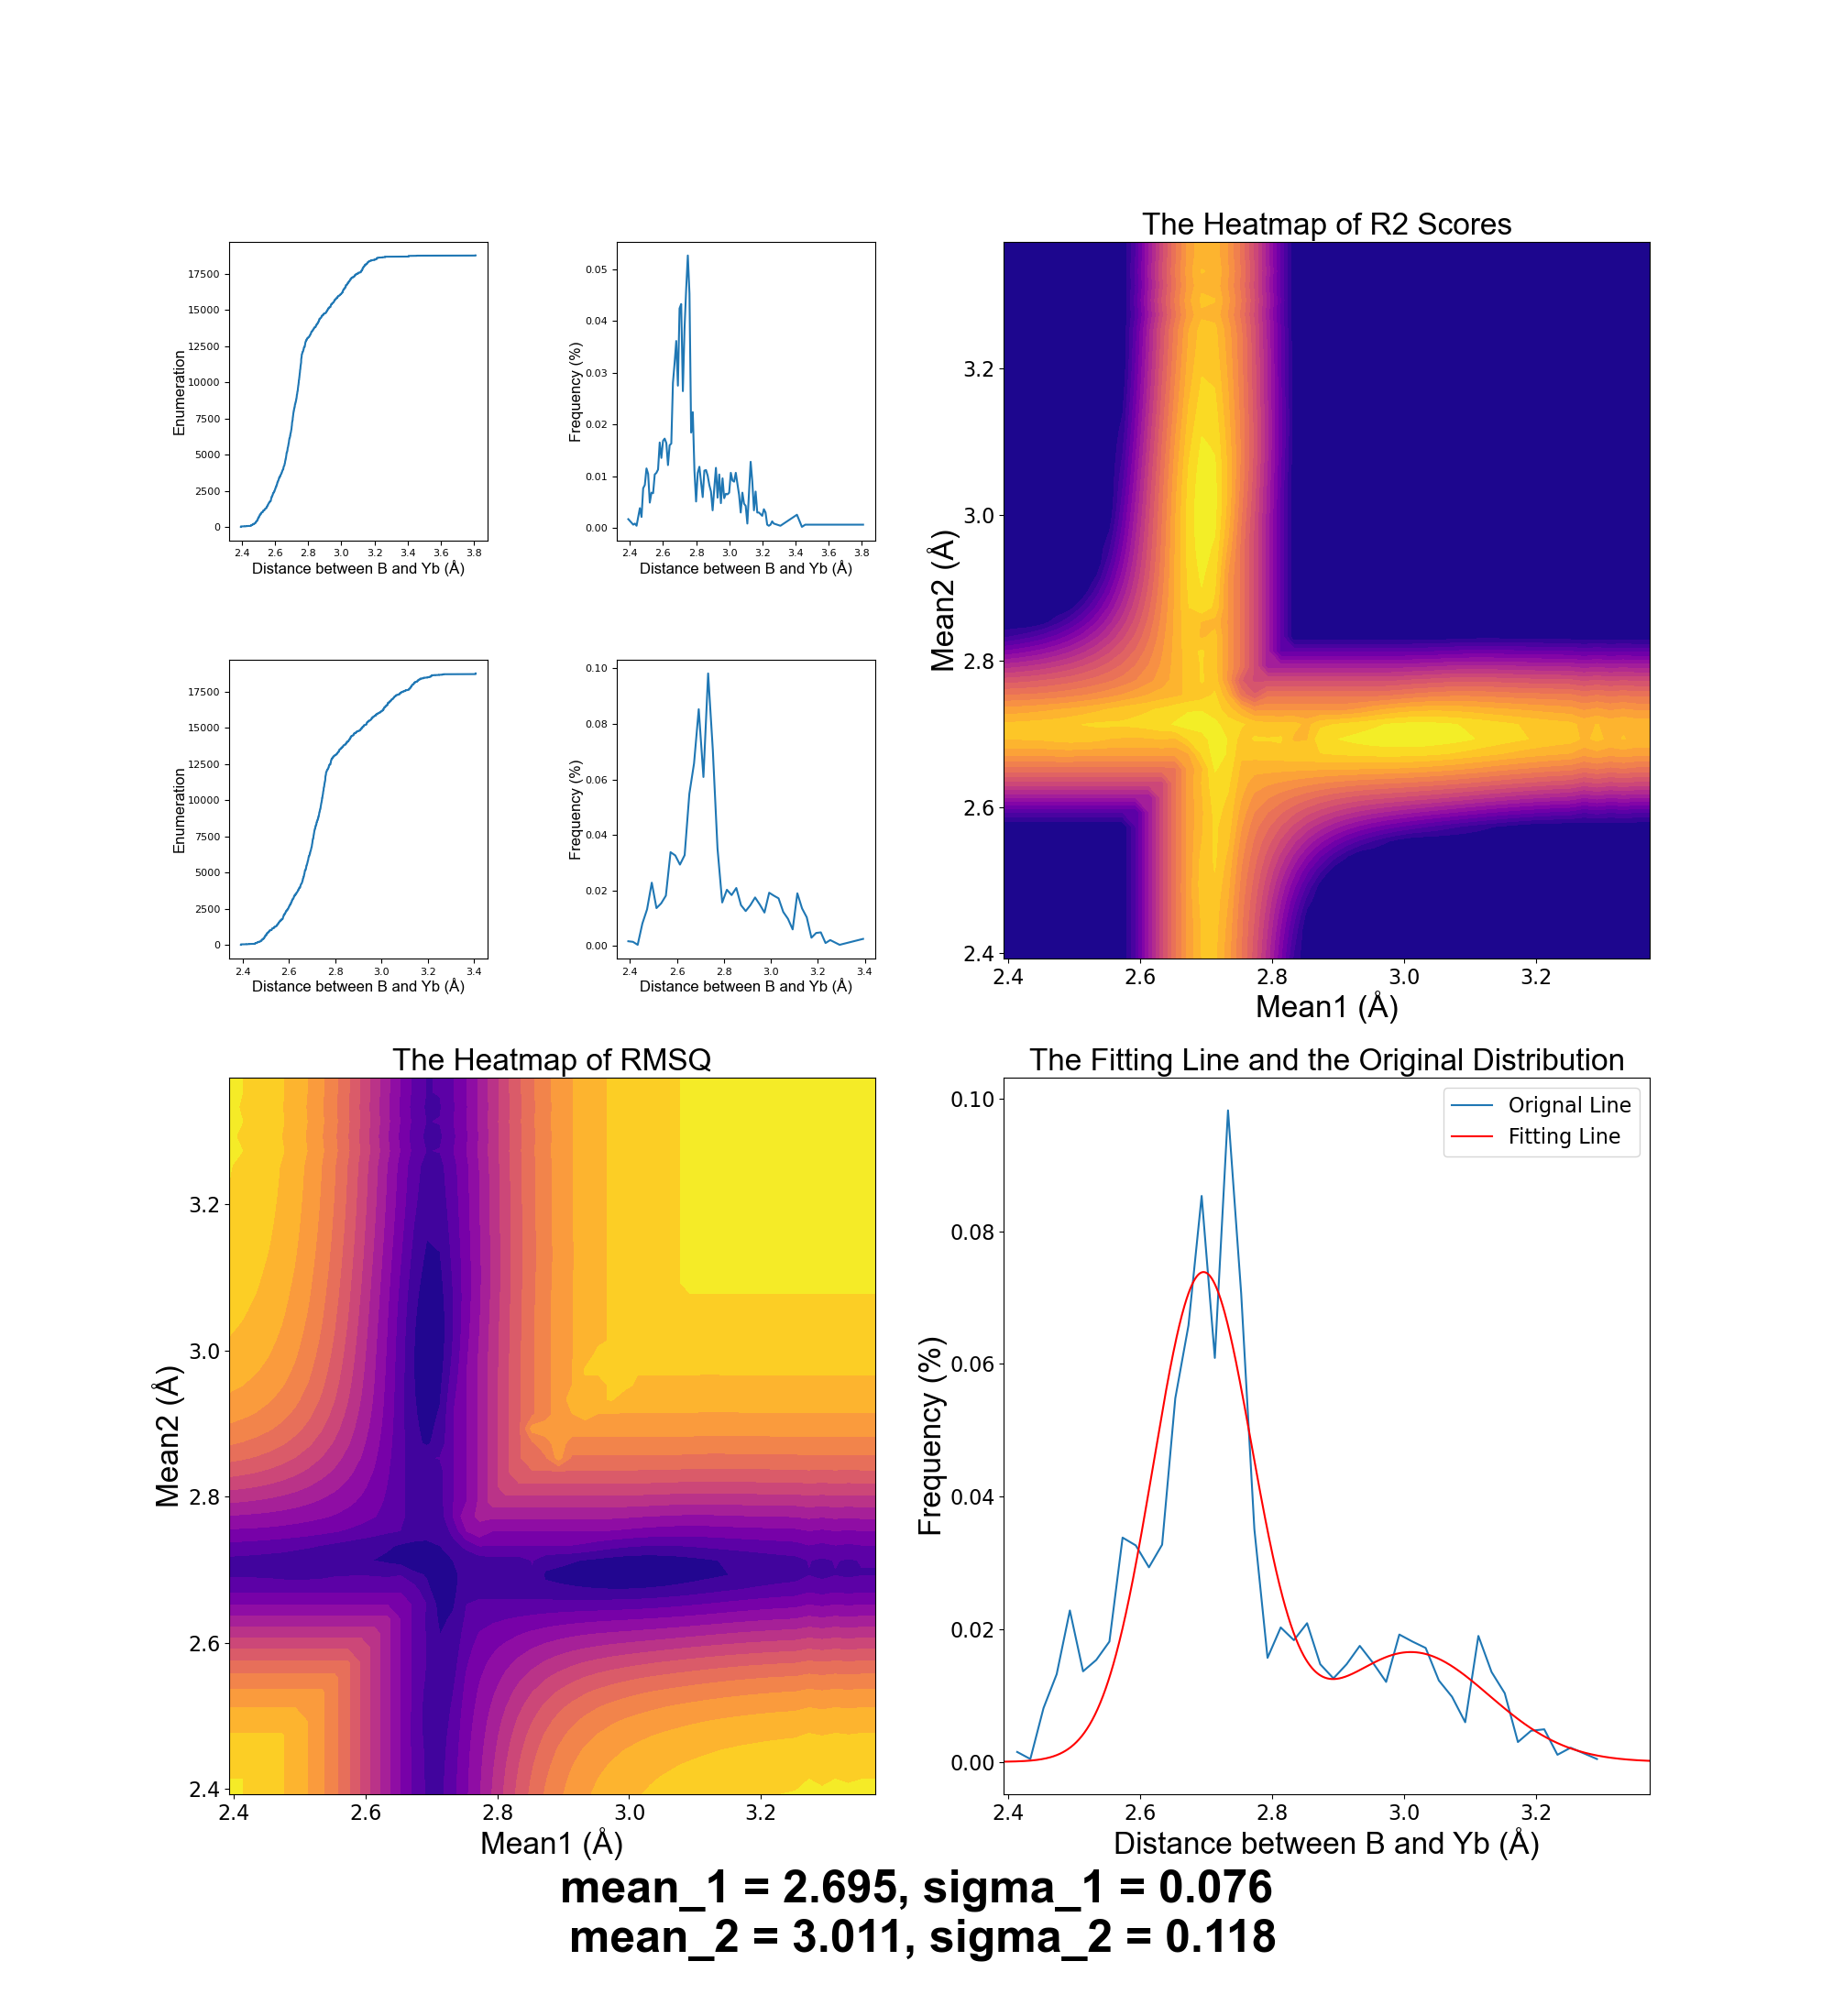 The Heatmap of R2 Scores
17500
15000
12500
10000
7500
5000
2500
0
Enumeration
2.4 2.6 2.8 3.0 3.2 3.4 3.6 3.8
Distance between B and Yb (Å)
0.05
0.04
0.03
0.02
0.01
0.00
Frequency (%)
2.4 2.6 2.8 3.0 3.2 3.4 3.6 3.8
Distance between B and Yb (Å)
17500
15000
12500
10000
7500
5000
2500
0
Enumeration
2.4 2.6 2.8 3.0 3.2 3.4
Distance between B and Yb (Å)
0.10
0.08
0.06
0.04
0.02
0.00
Frequency (%)
2.4 2.6 2.8 3.0 3.2 3.4
Distance between B and Yb (Å)
3.2
3.0
2.8
2.6
2.4
Mean2 (Å)
2.4 2.6 2.8 3.0 3.2
Mean1 (Å)
The Heatmap of RMSQ
3.2
3.0
2.8
2.6
2.4
Mean2 (Å)
2.4 2.6 2.8 3.0 3.2
Mean1 (Å)
The Fitting Line and the Original Distribution
Orignal Line
Fitting Line
0.10
0.08
0.06
0.04
0.02
0.00
Frequency (%)
2.4 2.6 2.8 3.0 3.2
Distance between B and Yb (Å)
mean_1 = 2.695, sigma_1 = 0.076
mean_2 = 3.011, sigma_2 = 0.118